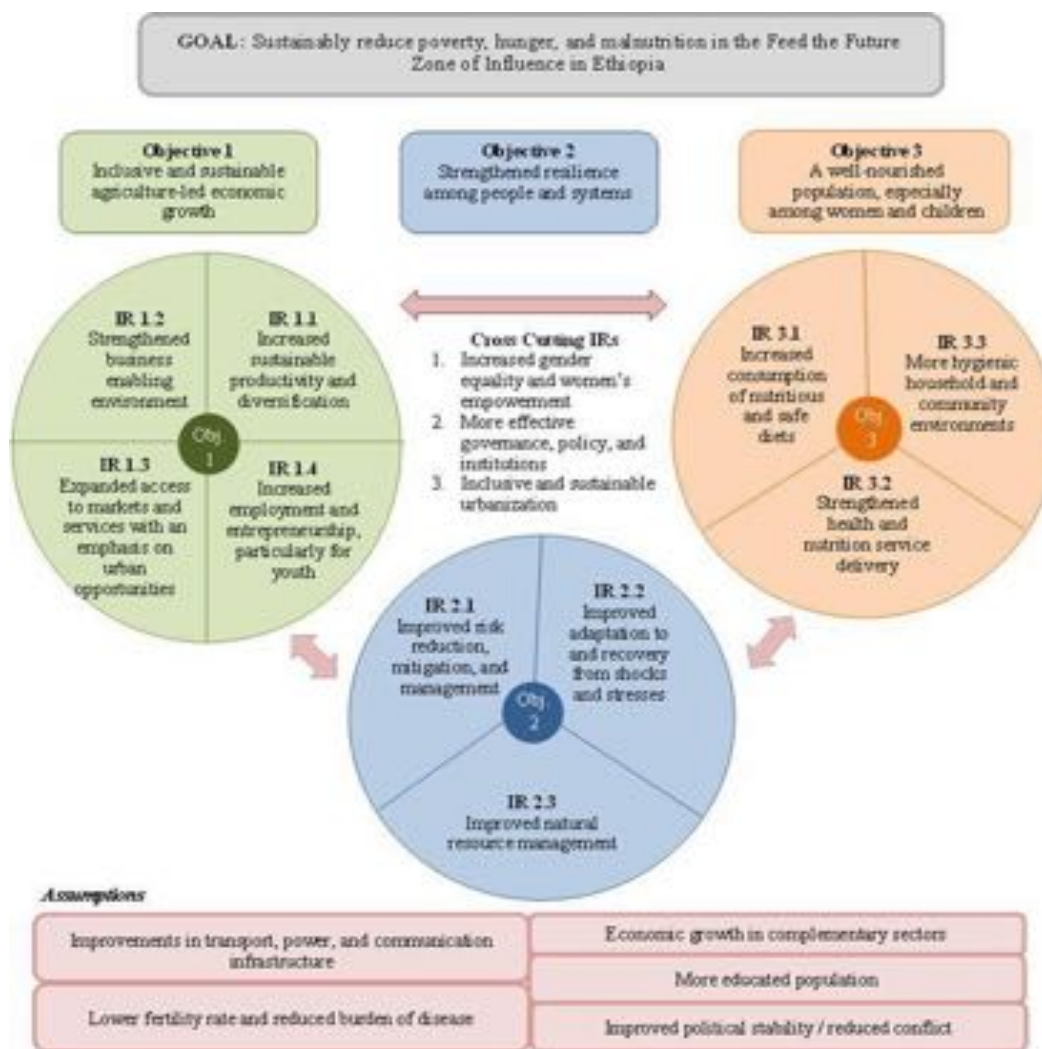 GOAL: Sustainably reduce poverty, hunger, and malnutrition in the Feed the Future
Zone of Influence in Ethiopia
Objective 1
Inclusive and sustainable
agriculture-led economic
growth
Objective 2
Strengthened resilience
among people and systems
Objective 3
A well-nourished
population, especially
among women and children
IR 1.2
Strengthened
business
enabling
environment
IR 1.1
Increased
sustainable
productivity and
diversification
Obj.
1
IR 1.3
Expanded access
to markets and
services with an
emphasis on
urban
opportunities
IR 1.4
Increased
employment and
entrepreneurship,
particularly for
youth
Cross Cutting IRs
1. Increased gender
equality and women's
empowerment
2. More effective
governance, policy, and
institutions
3. Inclusive and sustainable
urbanization
IR 3.1
Increased
consumption
of nutritious
and safe
diets
IR 3.3
More hygienic
household and
community
environments
Obj.
3
IR 3.2
Strengthened
health and
nutrition service
delivery
IR 2.1
Improved risk
reduction,
mitigation, and
management
IR 2.2
Improved
adaptation to
and recovery
from shocks
and stresses
Obj.
2
IR 2.3
Improved natural
resource management
Assumptions
Improvements in transport, power, and communication
infrastructure
Lower fertility rate and reduced burden of disease
Economic growth in complementary sectors
More educated population
Improved political stability / reduced conflict